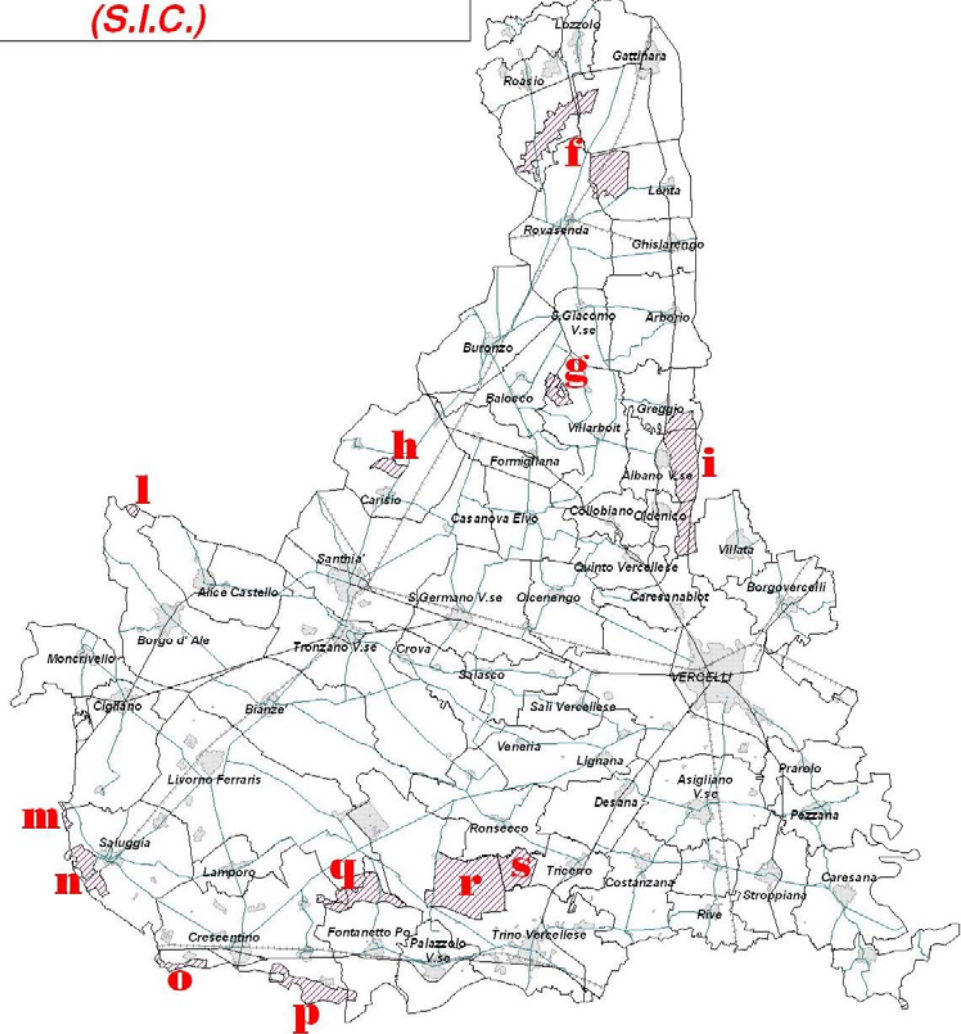 (S.I.C.)
Lozzolo
Gattinara
Roasio
f
Lenta
Rovasenda
Ghislarengo
S.Giacomo
V.se
Arborio
Buronzo
g
Balocco
Greggio
Villarboit
h
Formigliana
i
Albano V.se
Carisio
l
Collobiano
Oldenico
Casanova Elvo
Villata
Santhia'
Quinto Vercellese
Alice Castello
S.Germano V.se
Olcenengo
Caresanablot
Borgovercelli
Borgo d' Ale
Tronzano V.se
Crova
Moncrivello
Salasco
VERCELLI
Cigliano
Bianze'
Sali Vercellese
Veneria
Lignana
Prarolo
Livorno Ferraris
Asigliano
V.se
Desana
Pezzana
m
Ronsecco
Saluggia
n
Lamporo
q
r
s
Tricerro
Costanzana
Stroppiana
Caresana
Rive
Crescentino
Fontanetto Po
Palazzolo
V.se
Trino Vercellese
o
p